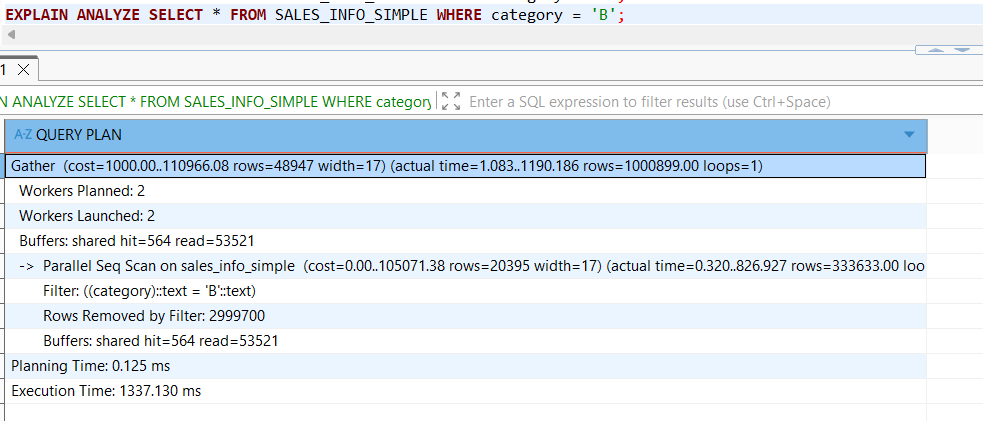 EXPLAIN ANALYZE SELECT * FROM SALES_INFO_SIMPLE WHERE category = 'B';
1
N ANALYZE SELECT * FROM SALES_INFO_SIMPLE WHERE category Enter a SQL expression to filter results (use Ctrl+Space)
A-Z QUERY PLAN
Gather (cost=1000.00..110966.08 rows=48947 width=17) (actual time=1.083..1190.186 rows=1000899.00 loops=1)
Workers Planned: 2
Workers Launched: 2
Buffers: shared hit=564 read=53521
-> Parallel Seq Scan on sales_info_simple (cost=0.00..105071.38 rows=20395 width=17) (actual time=0.320..826.927 rows=333633.00 loo
Filter: ((category)::text = 'B'::text)
Rows Removed by Filter: 2999700
Buffers: shared hit=564 read=53521
Planning Time: 0.125 ms
Execution Time: 1337.130 ms